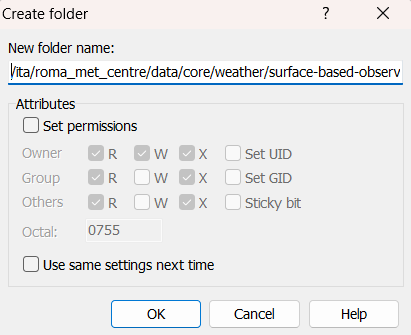 Create folder ?
New folder name:
/ita/roma_met_centre/data/core/weather/surface-based-observ
Attributes
Set permissions
Owner R W X Set UID
Group R W X Set GID
Others R W X Sticky bit
Octal: 0755
Use same settings next time
OK Cancel Help